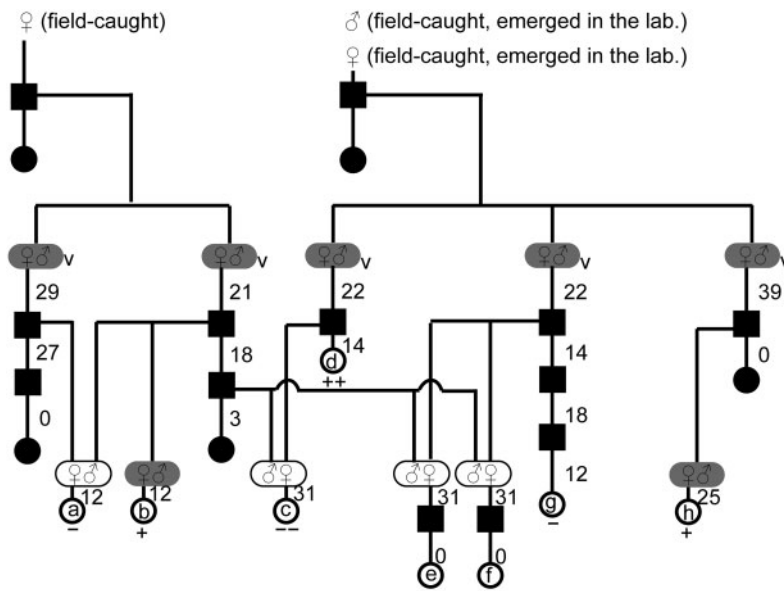 ♀ (field-caught)
♂ (field-caught, emerged in the lab.)
♀ (field-caught, emerged in the lab.)
♀♂ v
♀♂ v
♀♂ v
♀♂ v
♀♂ v
29
21
22
22
39
27
18
14
14
0
d
++
0
3
18
12
♀♂
♀♂
♂♀
♂♀
♂♀
♀♂
12
12
31
31
31
25
a
b
c
g
h
-
+
--
-
+
0
0
e
f